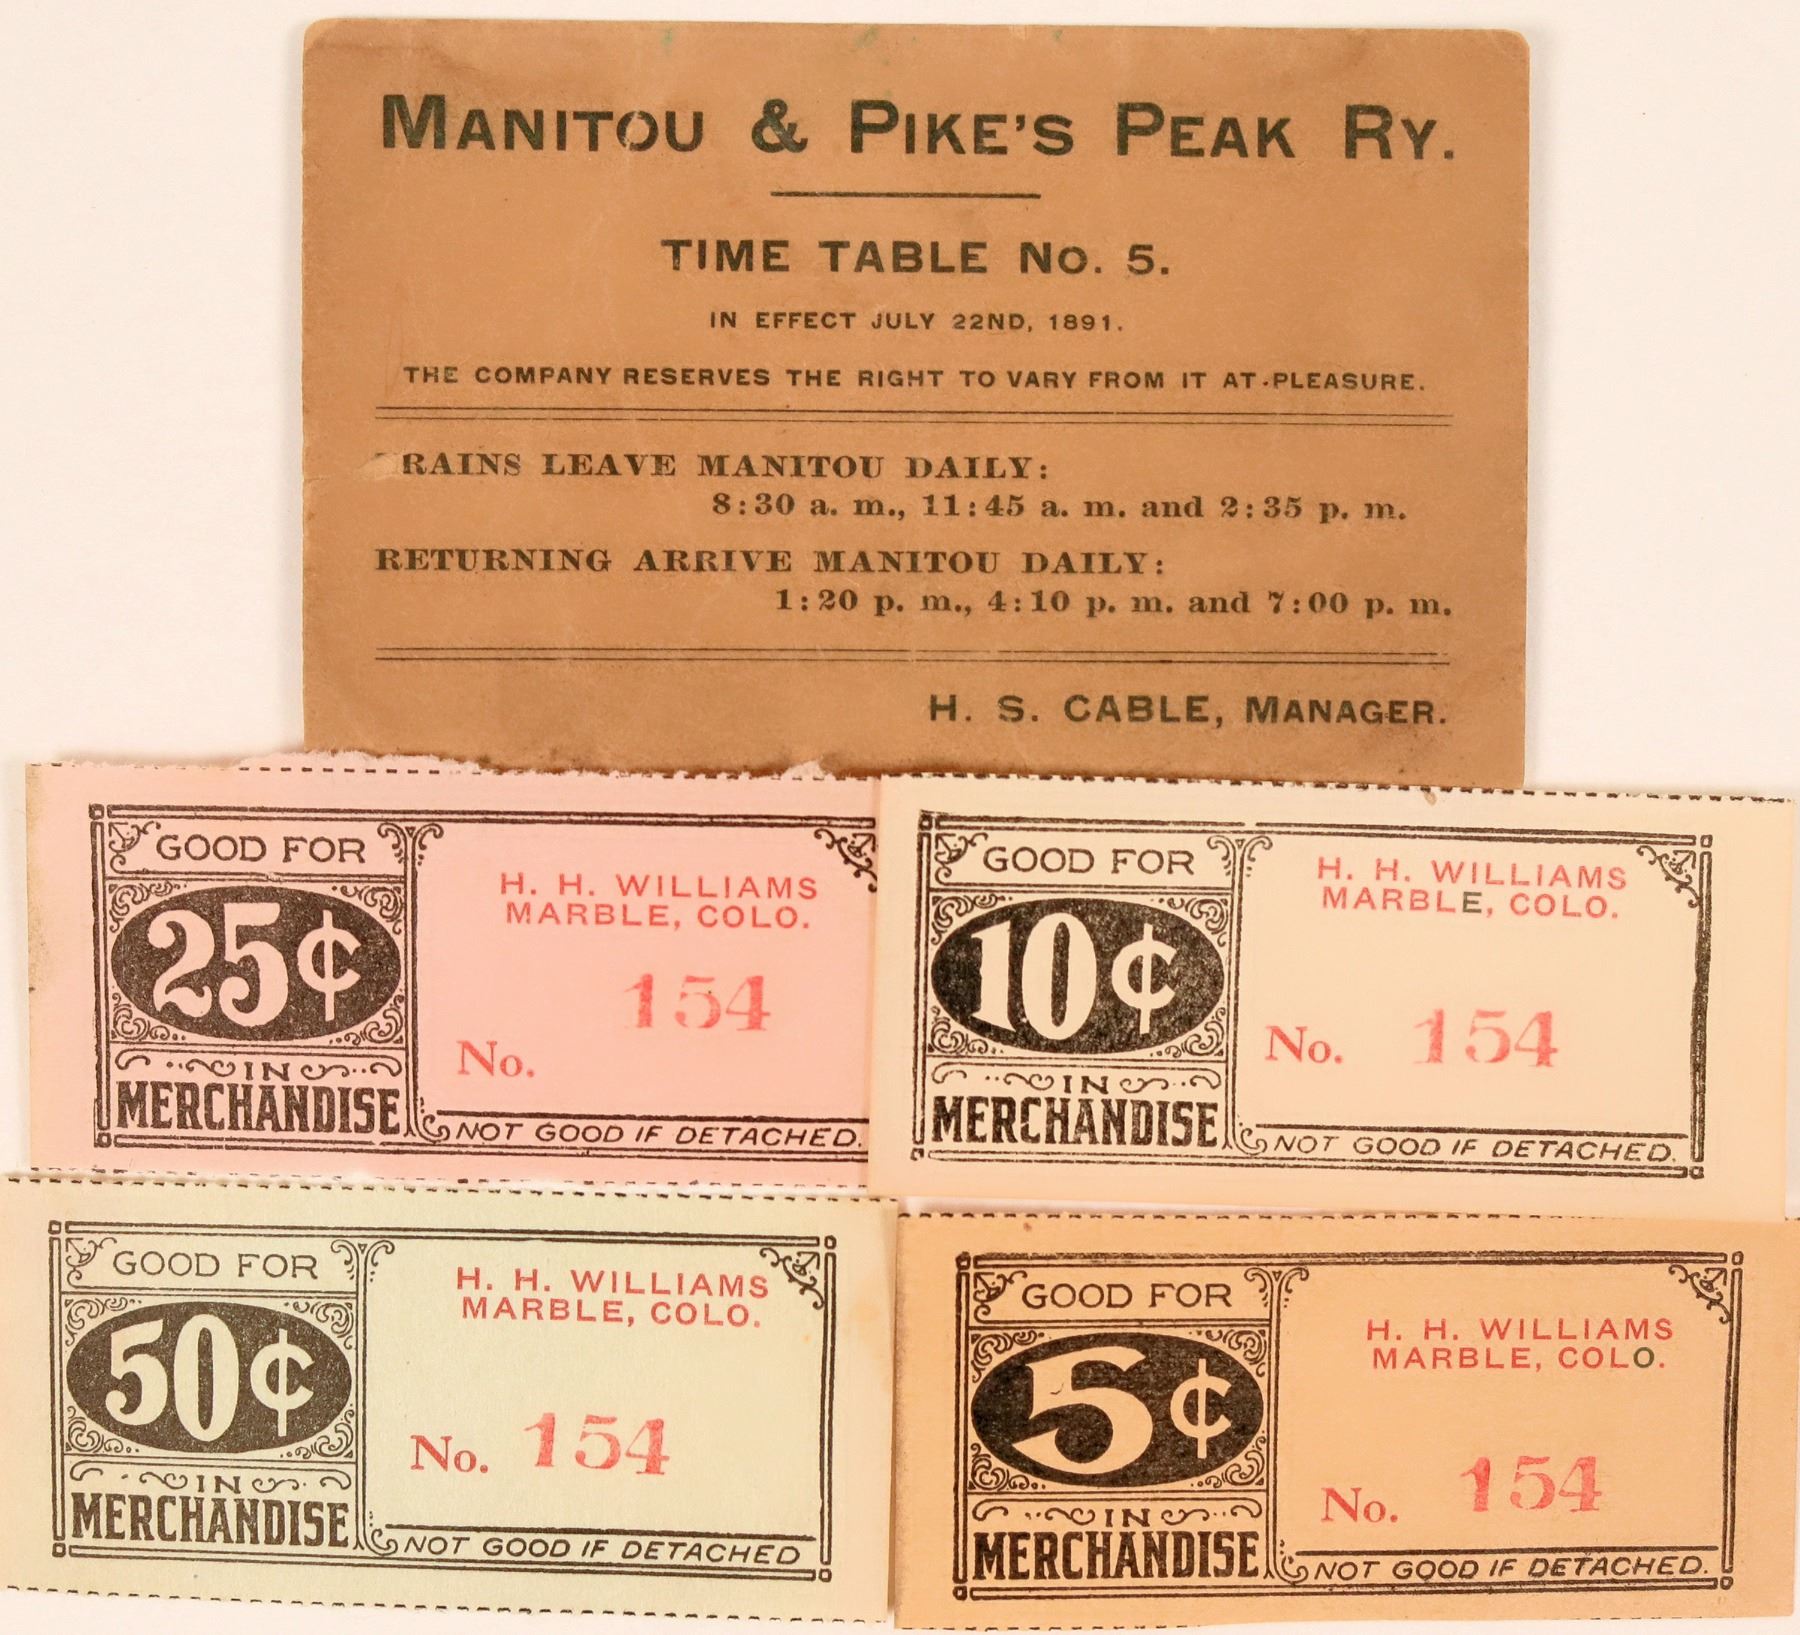 MANITOU & PIKE'S PEAK RY.
TIME TABLE No. 5.
IN EFFECT JULY 22ND, 1891.
THE COMPANY RESERVES THE RIGHT TO VARY FROM IT AT PLEASURE.
TRAINS LEAVE MANITOU DAILY:
8:30 a. m., 11:45 a. m. and 2:35 p. m.
RETURNING ARRIVE MANITOU DAILY:
1:20 p. m., 4:10 p. m. and 7:00 p. m.
H. S. CABLE, MANAGER.
GOOD FOR
25¢
IN
MERCHANDISE
H. H. WILLIAMS
MARBLE, COLO.
154
No.
NOT GOOD IF DETACHED.
GOOD FOR
10¢
IN
MERCHANDISE
H. H. WILLIAMS
MARBLE, COLO.
No. 154
NOT GOOD IF DETACHED.
GOOD FOR
50¢
IN
MERCHANDISE
H. H. WILLIAMS
MARBLE, COLO.
No. 154
NOT GOOD IF DETACHED
GOOD FOR
5¢
IN
MERCHANDISE
H. H. WILLIAMS
MARBLE, COLO.
No. 154
NOT GOOD IF DETACHED.